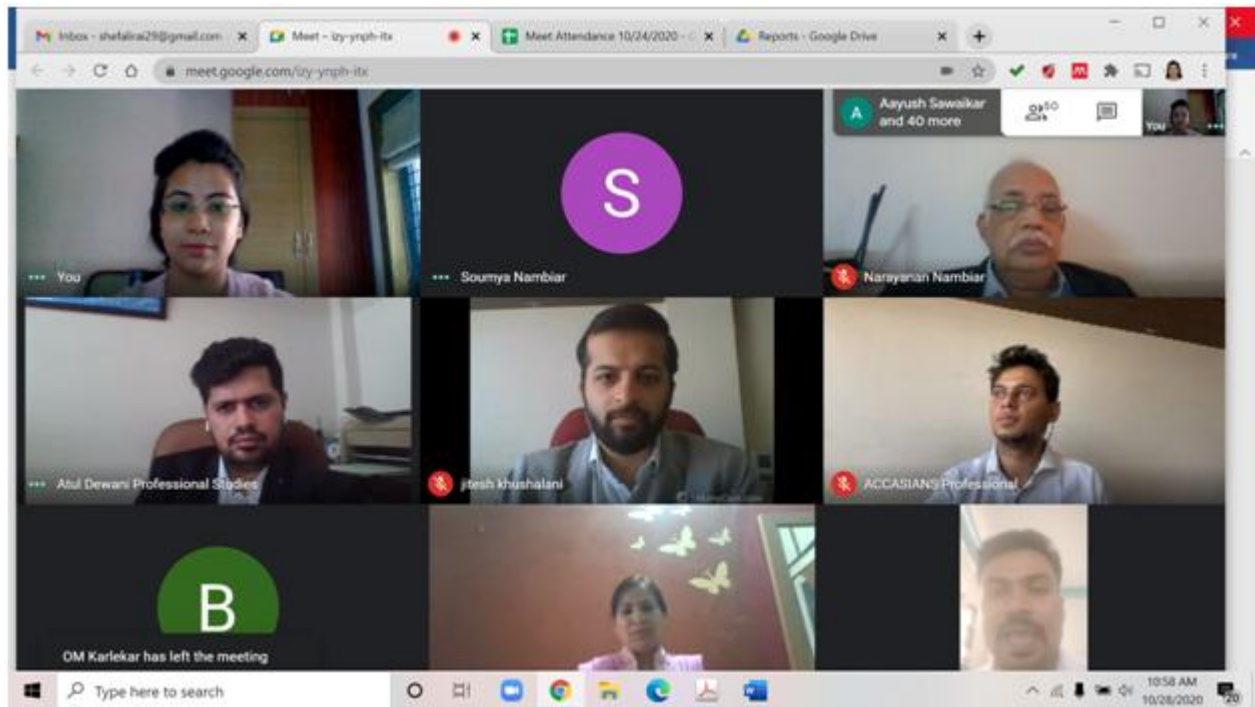 Inbox - shefalirai29@gmail.com
Meet - izy-ynph-itx
Meet Attendance 10/24/2020 - G
Reports - Google Drive
meet.google.com/izy-ynph-itx
A
Aayush Sawaikar
and 40 more
50
You
S
You
Soumya Nambiar
Narayanan Nambiar
Atul Dewani Professional Studies
jitesh khushalani
ACCASIANS Professional
B
OM Karlekar has left the meeting
Type here to search
10:58 AM
10/28/2020
20